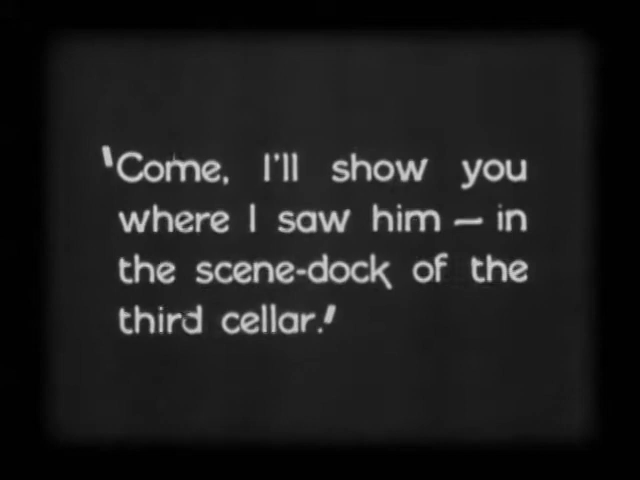 'Come, I'll show you
where I saw him — in
the scene-dock of the
third cellar.'